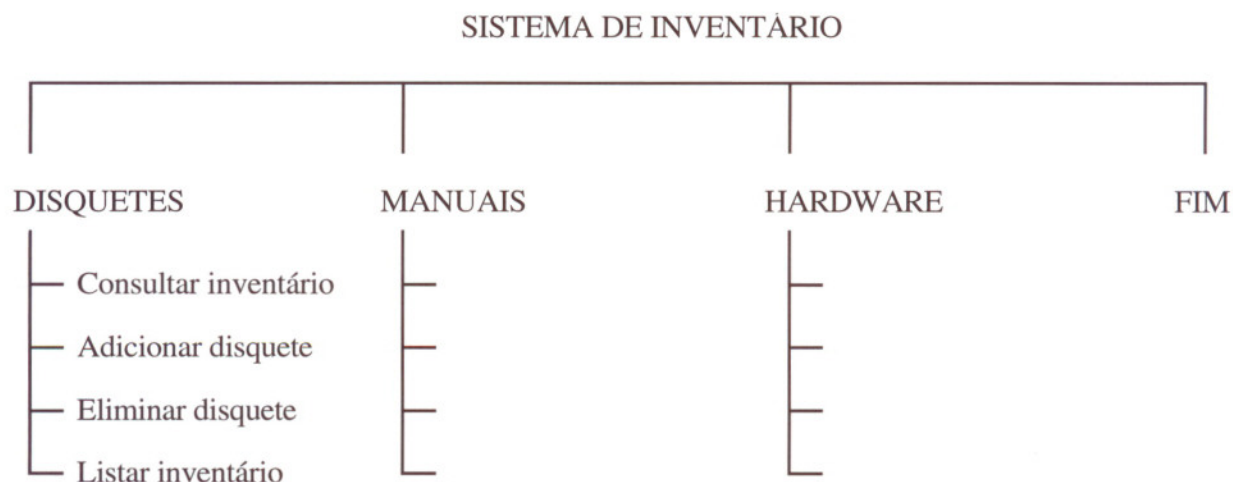 SISTEMA DE INVENTÁRIO
DISQUETES MANUAIS HARDWARE FIM
Consultar inventário
Adicionar disquete
Eliminar disquete
Listar inventário